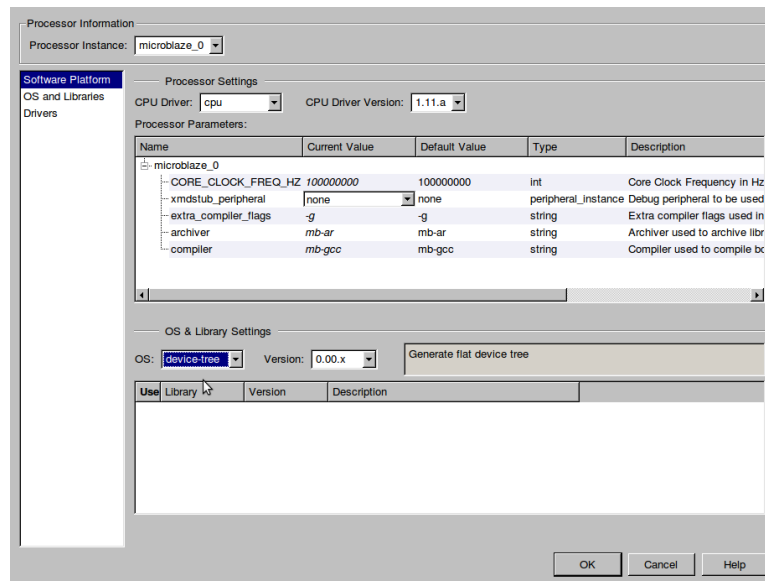 Processor Information
Processor Instance: microblaze_0
Software Platform
OS and Libraries
Drivers
Processor Settings
CPU Driver: cpu CPU Driver Version: 1.11.a
Processor Parameters:
Name Current Value Default Value Type Description
microblaze_0
CORE_CLOCK_FREQ_HZ 100000000 100000000 int Core Clock Frequency in Hz
xmdstub_peripheral none none peripheral_instance Debug peripheral to be used
extra_compiler_flags -g -g string Extra compiler flags used in
archiver mb-ar mb-ar string Archiver used to archive libr
compiler mb-gcc mb-gcc string Compiler used to compile bo
OS & Library Settings
OS: device-tree Version: 0.00.x Generate flat device tree
Use Library Version Description
OK Cancel Help